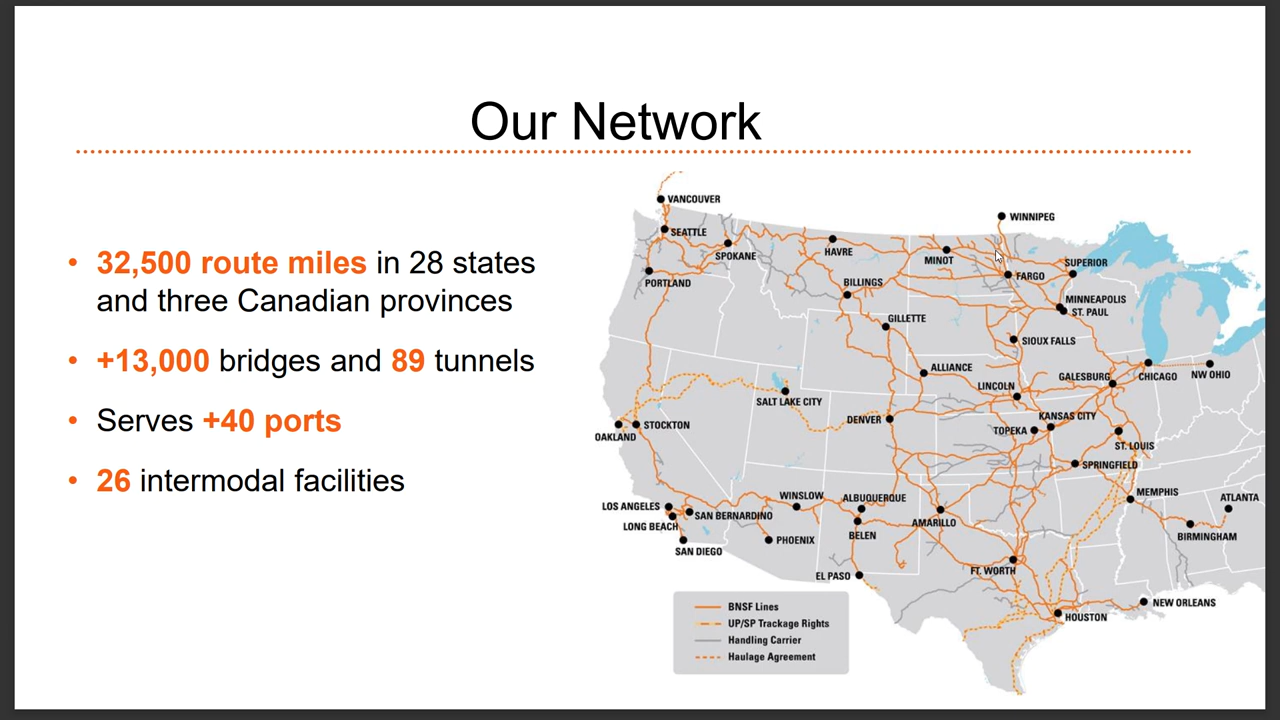 Our Network
• 32,500 route miles in 28 states
and three Canadian provinces
• +13,000 bridges and 89 tunnels
• Serves +40 ports
• 26 intermodal facilities
VANCOUVER
WINNIPEG
SEATTLE
SPOKANE
HAVRE
MINOT
SUPERIOR
FARGO
PORTLAND
BILLINGS
MINNEAPOLIS
ST. PAUL
GILLETTE
SIOUX FALLS
ALLIANCE
GALESBURG
CHICAGO
NW OHIO
LINCOLN
SALT LAKE CITY
DENVER
KANSAS CITY
TOPEKA
OAKLAND
STOCKTON
ST. LOUIS
SPRINGFIELD
MEMPHIS
ATLANTA
WINSLOW
ALBUQUERQUE
LOS ANGELES
SAN BERNARDINO
LONG BEACH
AMARILLO
BIRMINGHAM
BELEN
PHOENIX
SAN DIEGO
FT. WORTH
EL PASO
NEW ORLEANS
HOUSTON
BNSF Lines
UP/SP Trackage Rights
Handling Carrier
Haulage Agreement